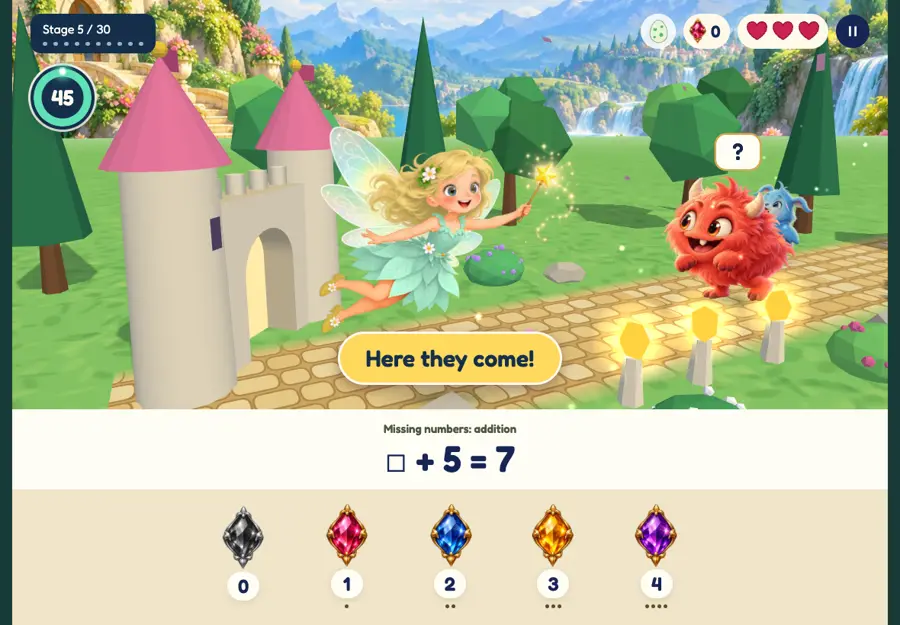 Stage 5 / 30
0
45
?
Here they come!
Missing numbers: addition
□ + 5 = 7
0
1
2
3
4